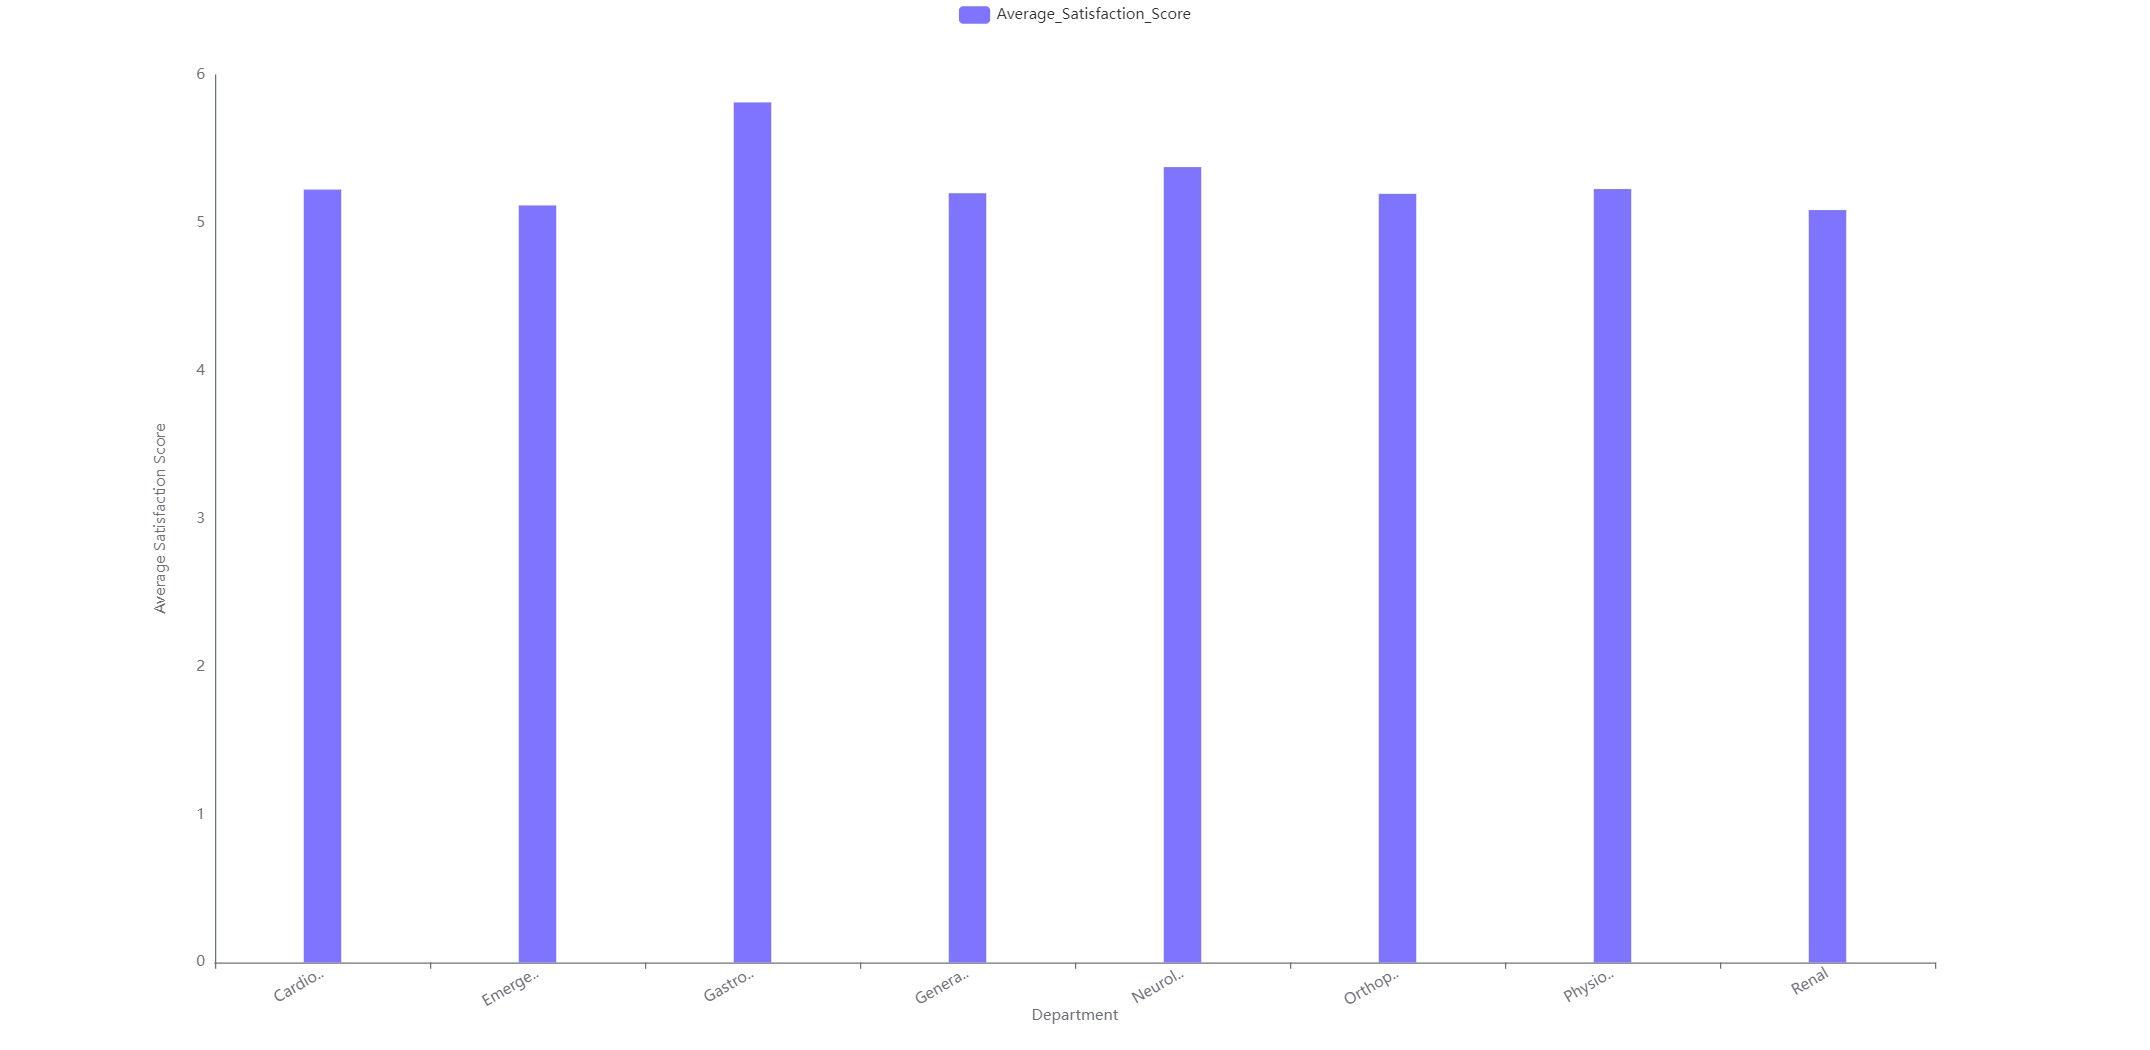 Average_Satisfaction_Score
6
5
4
3
2
1
0
Average Satisfaction Score
Cardio..
Emerge..
Gastro..
Genera..
Neurol..
Orthop..
Physio..
Renal
Department